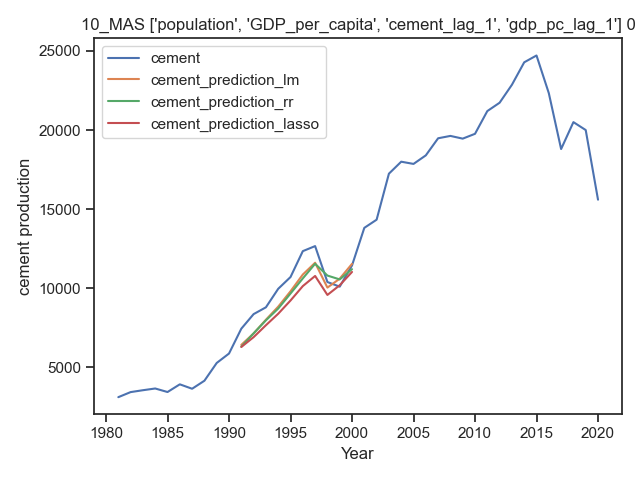 10_MAS ['population', 'GDP_per_capita', 'cement_lag_1', 'gdp_pc_lag_1'] 0
cement
cement_prediction_lm
cement_prediction_rr
cement_prediction_lasso
25000
20000
15000
10000
5000
cement production
1980 1985 1990 1995 2000 2005 2010 2015 2020
Year